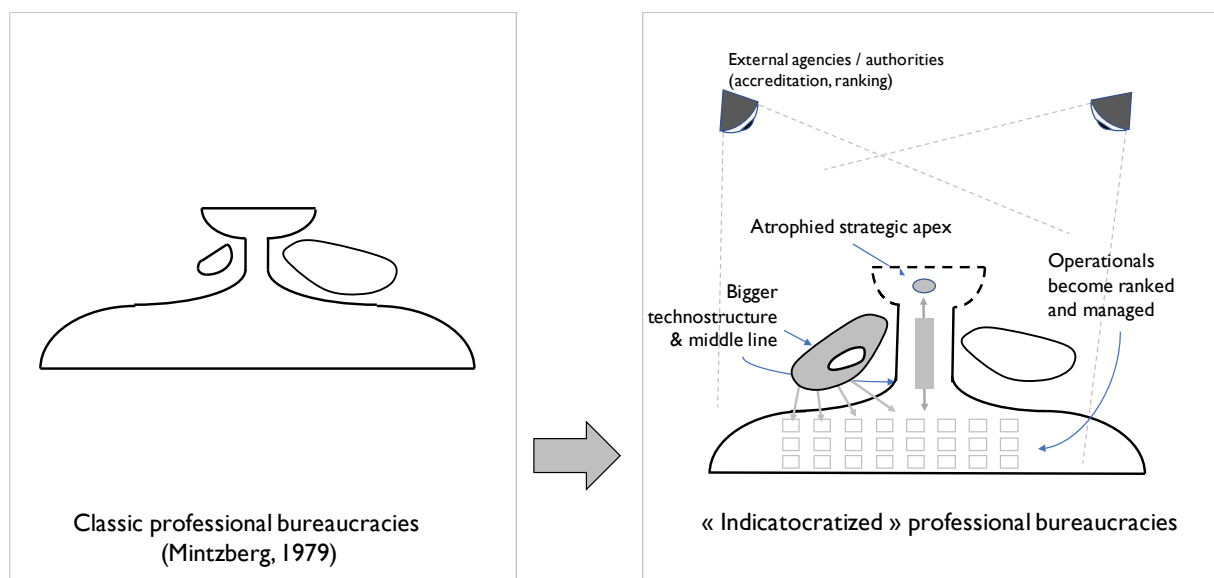 External agencies / authorities
(accreditation, ranking)
Atrophied strategic apex
Operationals
become ranked
and managed
Bigger
technostructure
& middle line
Classic professional bureaucracies
(Mintzberg, 1979)
« Indicatocratized » professional bureaucracies